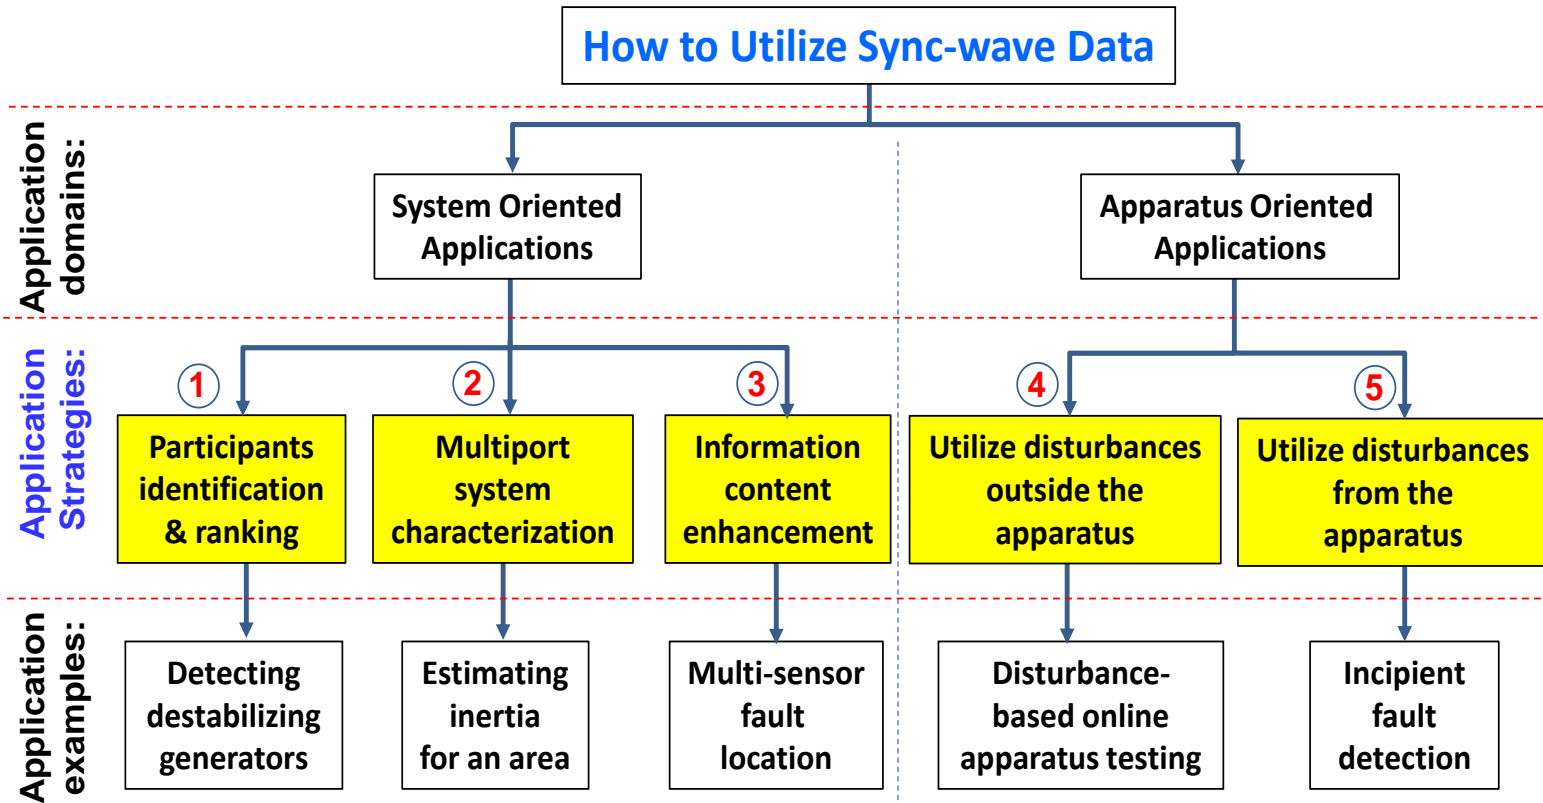 How to Utilize Sync-wave Data
Application
domains:
System Oriented
Applications
Apparatus Oriented
Applications
Application
Strategies:
1
Participants
identification
& ranking
2
Multiport
system
characterization
3
Information
content
enhancement
4
Utilize disturbances
outside the
apparatus
5
Utilize disturbances
from the
apparatus
Application
examples:
Detecting
destabilizing
generators
Estimating
inertia
for an area
Multi-sensor
fault
location
Disturbance-
based online
apparatus testing
Incipient
fault
detection